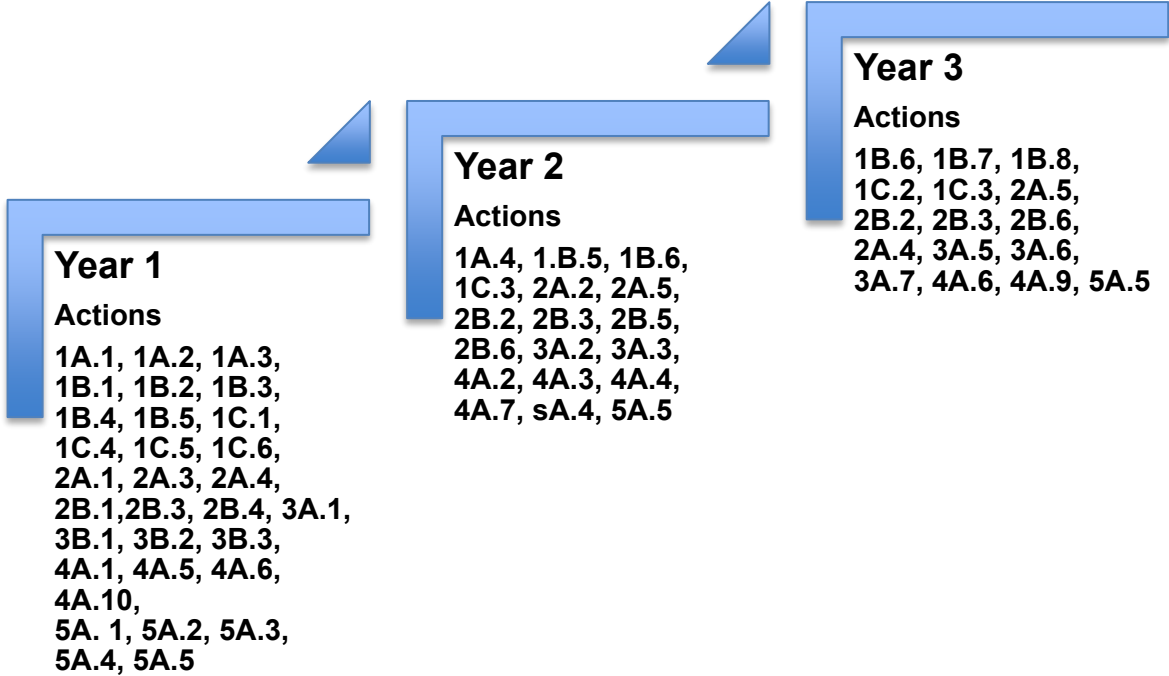 Year 1
Actions
1A.1, 1A.2, 1A.3,
1B.1, 1B.2, 1B.3,
1B.4, 1B.5, 1C.1,
1C.4, 1C.5, 1C.6,
2A.1, 2A.3, 2A.4,
2B.1,2B.3, 2B.4, 3A.1,
3B.1, 3B.2, 3B.3,
4A.1, 4A.5, 4A.6,
4A.10,
5A. 1, 5A.2, 5A.3,
5A.4, 5A.5
Year 2
Actions
1A.4, 1.B.5, 1B.6,
1C.3, 2A.2, 2A.5,
2B.2, 2B.3, 2B.5,
2B.6, 3A.2, 3A.3,
4A.2, 4A.3, 4A.4,
4A.7, sA.4, 5A.5
Year 3
Actions
1B.6, 1B.7, 1B.8,
1C.2, 1C.3, 2A.5,
2B.2, 2B.3, 2B.6,
2A.4, 3A.5, 3A.6,
3A.7, 4A.6, 4A.9, 5A.5